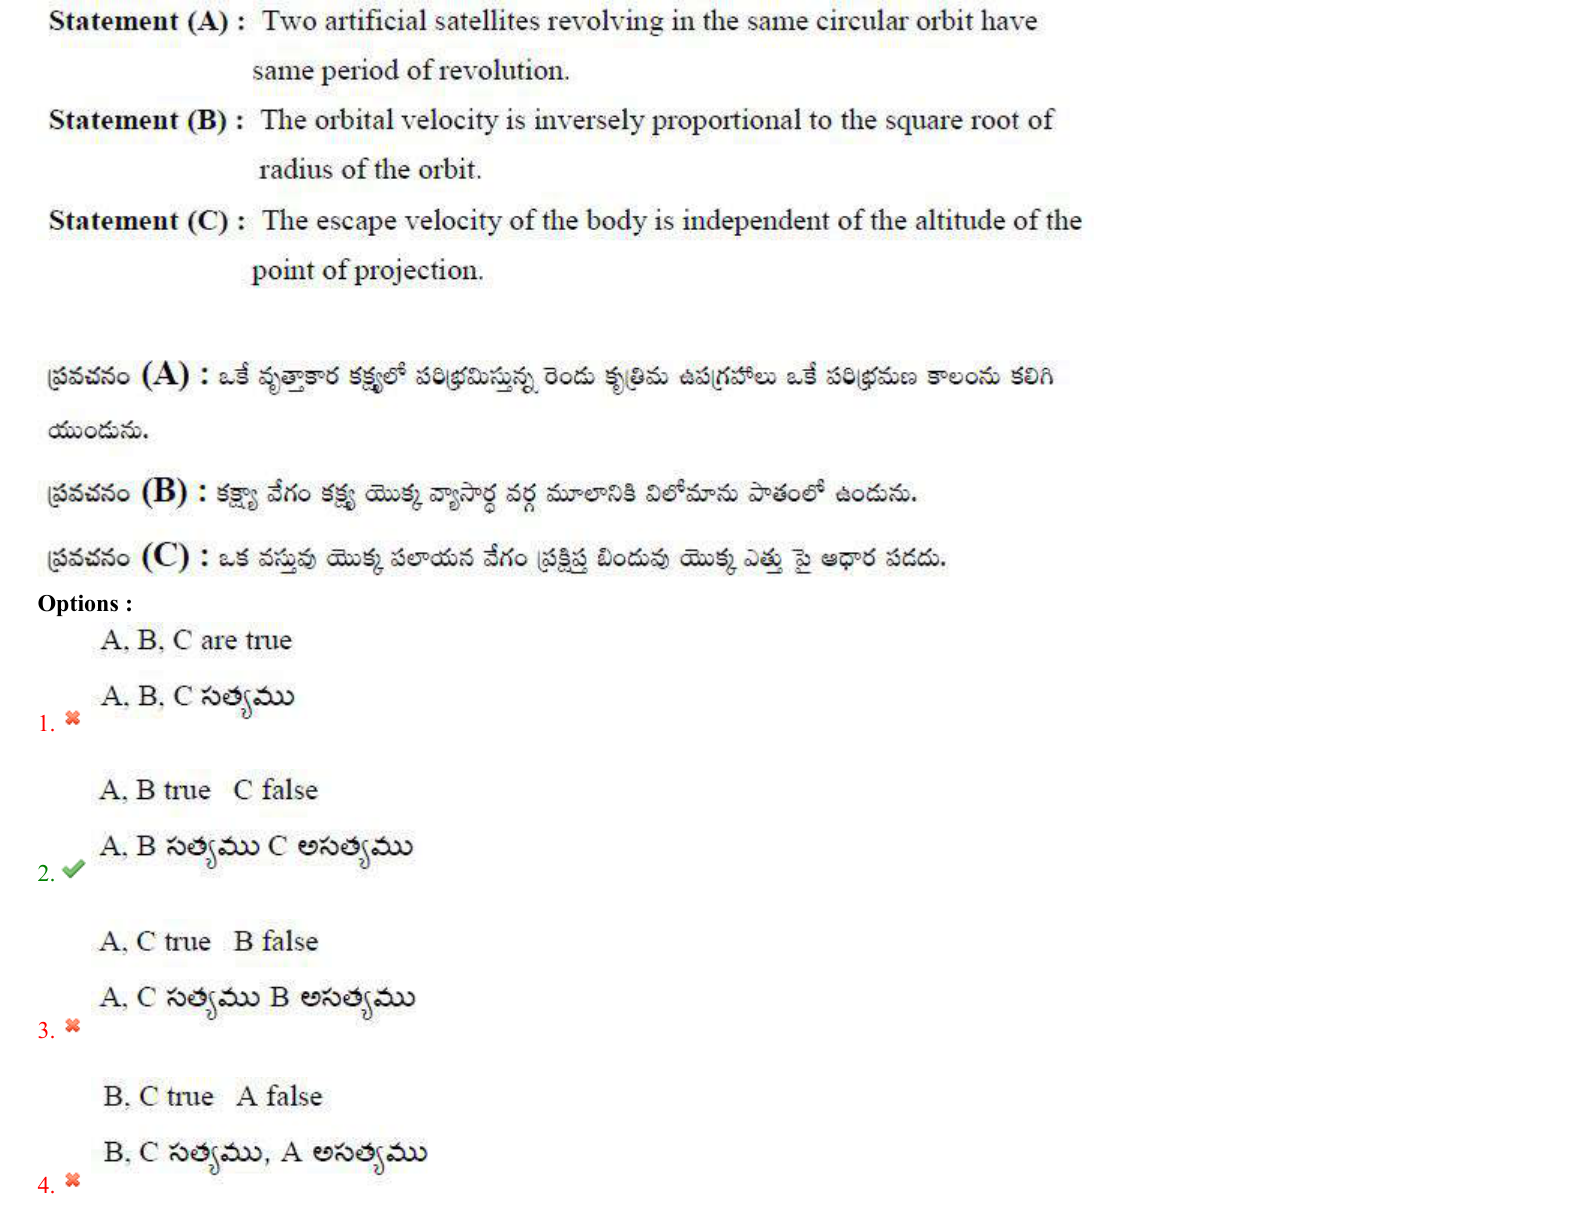 Statement (A) : Two artificial satellites revolving in the same circular orbit have
same period of revolution.
Statement (B) : The orbital velocity is inversely proportional to the square root of
radius of the orbit.
Statement (C) : The escape velocity of the body is independent of the altitude of the
point of projection.
ప్రవచనం (A) : ఒకే వృత్తాకార కక్ష్యలో పరిభ్రమిస్తున్న రెండు కృత్రిమ ఉపగ్రహాలు ఒకే పరిభ్రమణ కాలంను కలిగి
యుండును.
ప్రవచనం (B) : కక్ష్యా వేగం కక్ష్య యొక్క వ్యాసార్ధ వర్గ మూలానికి విలోమాను పాతంలో ఉండును.
ప్రవచనం (C) : ఒక వస్తువు యొక్క పలాయన వేగం ప్రక్షిప్త బిందువు యొక్క ఎత్తు పై ఆధార పడదు.
Options :
A, B, C are true
A, B, C సత్యము
1.
A, B true C false
A, B సత్యము C అసత్యము
2.
A, C true B false
A, C సత్యము B అసత్యము
3.
B, C true A false
B, C సత్యము, A అసత్యము
4.